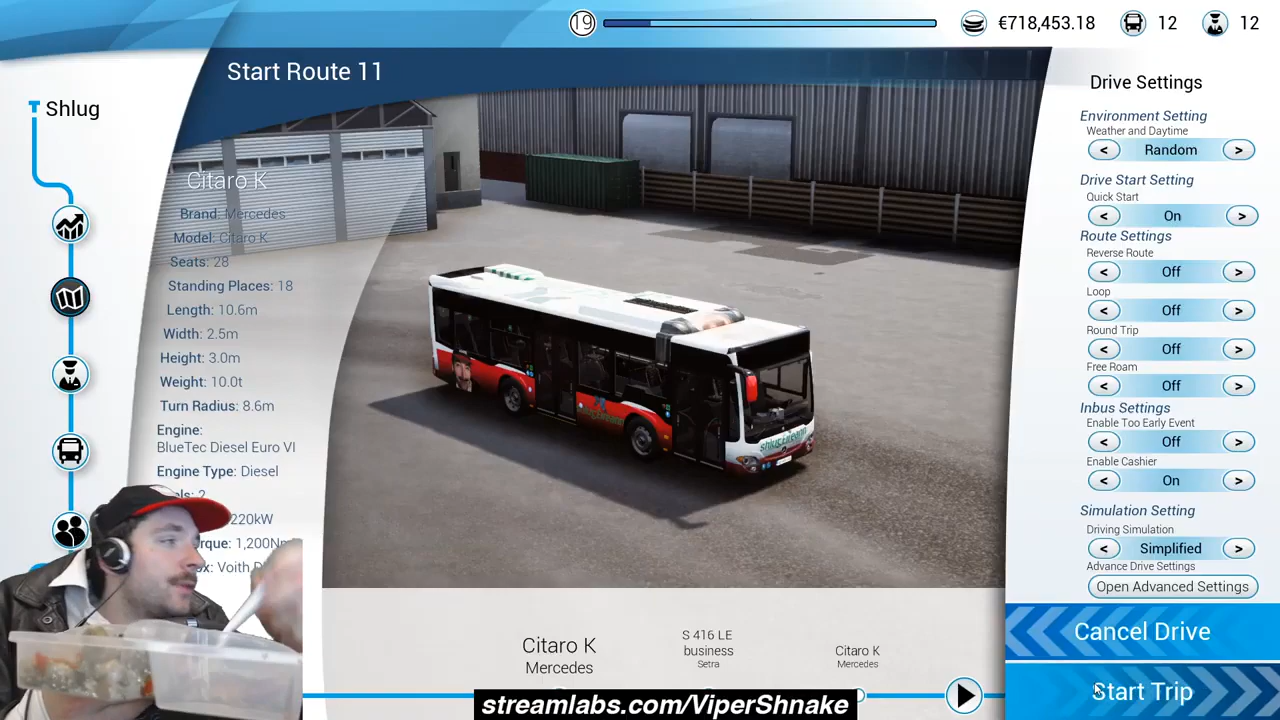 19
€718,453.18
12
12
Start Route 11
Shlug
Citaro K
Brand: Mercedes
Model: Citaro K
Seats: 28
Standing Places: 18
Length: 10.6m
Width: 2.5m
Height: 3.0m
Weight: 10.0t
Turn Radius: 8.6m
Engine:
BlueTec Diesel Euro VI
Engine Type: Diesel
220kW
1,200Nm
Voith
Drive Settings
Environment Setting
Weather and Daytime
< Random >
Drive Start Setting
Quick Start
< On >
Route Settings
Reverse Route
< Off >
Loop
< Off >
Round Trip
< Off >
Free Roam
< Off >
Inbus Settings
Enable Too Early Event
< Off >
Enable Cashier
< On >
Simulation Setting
Driving Simulation
< Simplified >
Advance Drive Settings
Open Advanced Settings
Cancel Drive
Start Trip
Citaro K
Mercedes
S 416 LE
business
Setra
Citaro K
Mercedes
streamlabs.com/ViperShnake